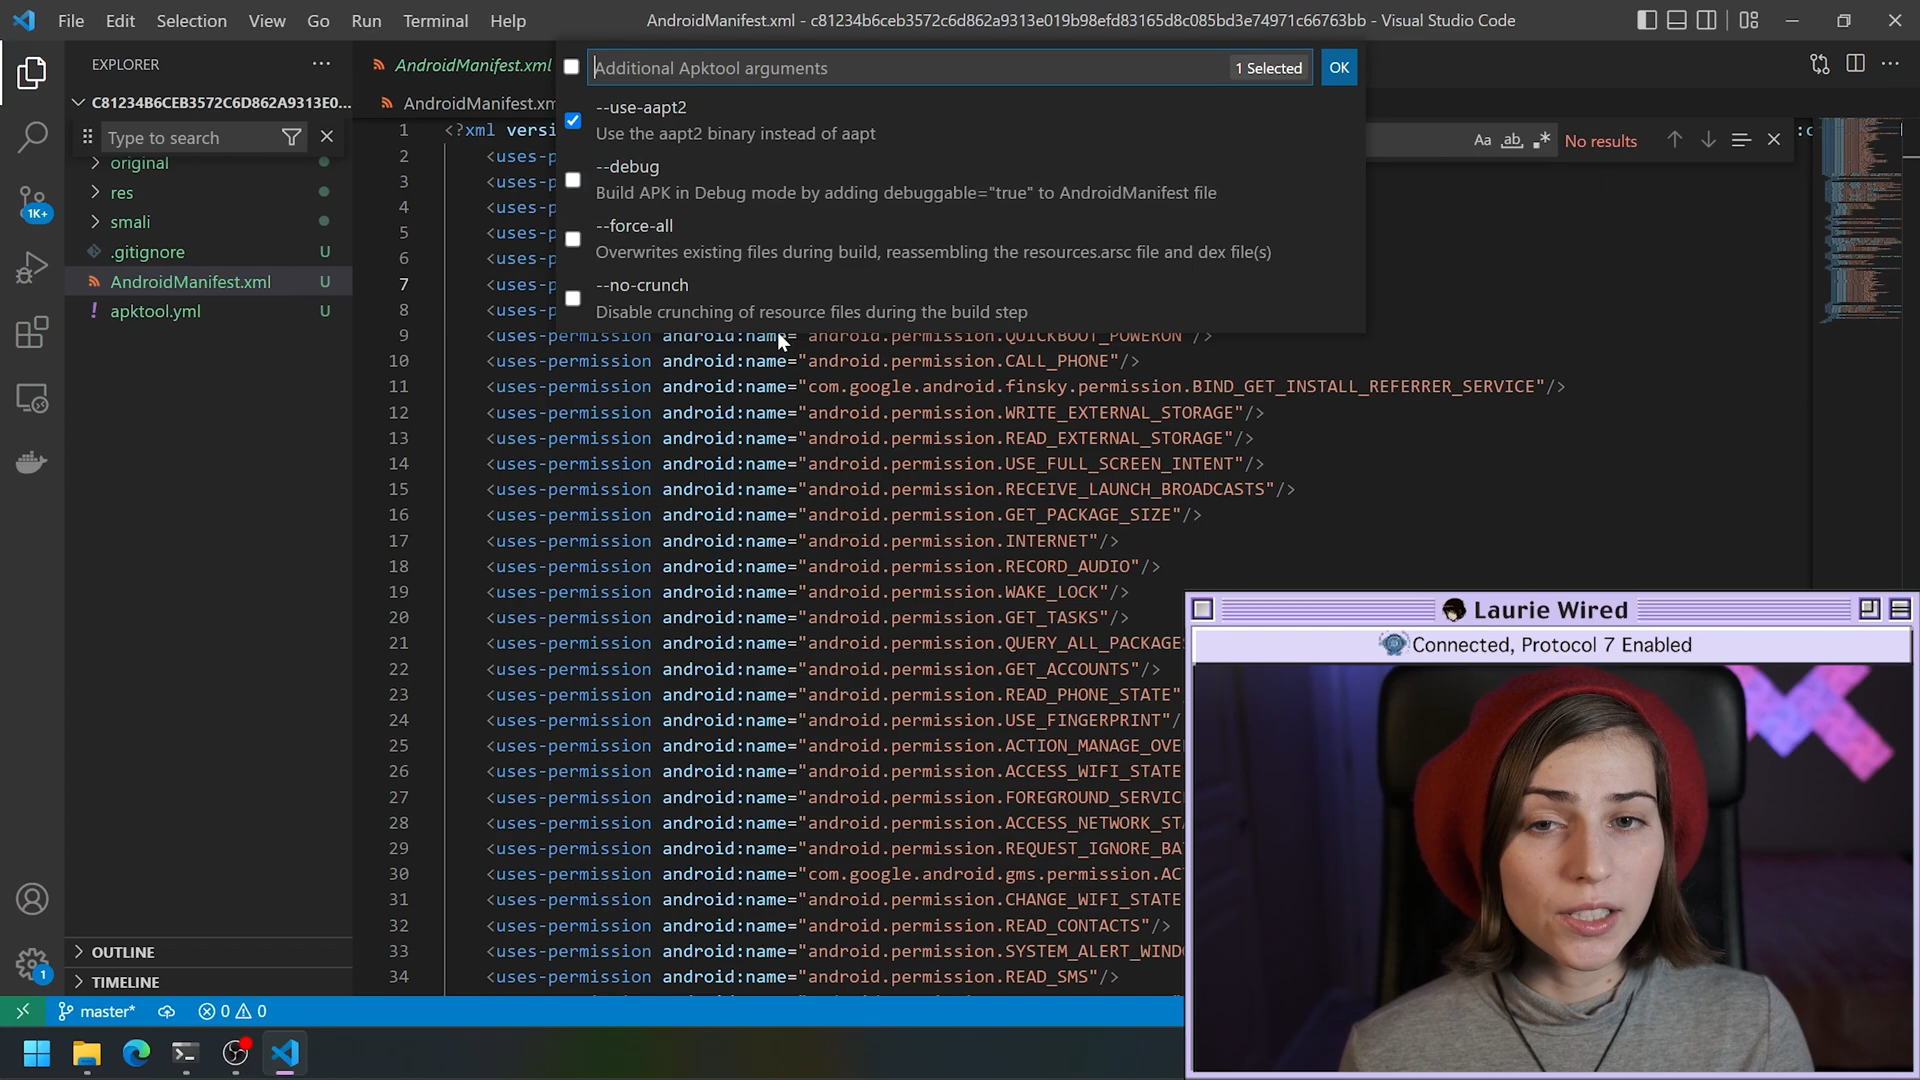 File Edit Selection View Go Run Terminal Help
AndroidManifest.xml - c81234b6ceb3572c6d862a9313e019b98efd83165d8c085bd3e74971c66763bb - Visual Studio Code
EXPLORER
C81234B6CEB3572C6D862A9313E0...
Type to search
original
res
smali
.gitignore U
AndroidManifest.xml U
apktool.yml U
1K+
OUTLINE
TIMELINE
1
AndroidManifest.xml
Additional Apktool arguments 1 Selected OK
--use-aapt2
Use the aapt2 binary instead of aapt
--debug
Build APK in Debug mode by adding debuggable="true" to AndroidManifest file
--force-all
Overwrites existing files during build, reassembling the resources.arsc file and dex file(s)
--no-crunch
Disable crunching of resource files during the build step
Aa ab .* No results
AndroidManifest.xm
1 <?xml versi
2 <uses-p
3 <uses-p
4 <uses-p
5 <uses-p
6 <uses-p
7 <uses-p
8 <uses-p
9 <uses-permission android:name="android.permission.QUICKBOOT_POWERON"/>
10 <uses-permission android:name="android.permission.CALL_PHONE"/>
11 <uses-permission android:name="com.google.android.finsky.permission.BIND_GET_INSTALL_REFERRER_SERVICE"/>
12 <uses-permission android:name="android.permission.WRITE_EXTERNAL_STORAGE"/>
13 <uses-permission android:name="android.permission.READ_EXTERNAL_STORAGE"/>
14 <uses-permission android:name="android.permission.USE_FULL_SCREEN_INTENT"/>
15 <uses-permission android:name="android.permission.RECEIVE_LAUNCH_BROADCASTS"/>
16 <uses-permission android:name="android.permission.GET_PACKAGE_SIZE"/>
17 <uses-permission android:name="android.permission.INTERNET"/>
18 <uses-permission android:name="android.permission.RECORD_AUDIO"/>
19 <uses-permission android:name="android.permission.WAKE_LOCK"/>
20 <uses-permission android:name="android.permission.GET_TASKS"/>
21 <uses-permission android:name="android.permission.QUERY_ALL_PACKAGES
22 <uses-permission android:name="android.permission.GET_ACCOUNTS"/>
23 <uses-permission android:name="android.permission.READ_PHONE_STATE"
24 <uses-permission android:name="android.permission.USE_FINGERPRINT"/
25 <uses-permission android:name="android.permission.ACTION_MANAGE_OVE
26 <uses-permission android:name="android.permission.ACCESS_WIFI_STATE
27 <uses-permission android:name="android.permission.FOREGROUND_SERVIC
28 <uses-permission android:name="android.permission.ACCESS_NETWORK_STA
29 <uses-permission android:name="android.permission.REQUEST_IGNORE_BA
30 <uses-permission android:name="com.google.android.gms.permission.AC
31 <uses-permission android:name="android.permission.CHANGE_WIFI_STATE
32 <uses-permission android:name="android.permission.READ_CONTACTS"/>
33 <uses-permission android:name="android.permission.SYSTEM_ALERT_WIND
34 <uses-permission android:name="android.permission.READ_SMS"/>
Laurie Wired
Connected, Protocol 7 Enabled
master* 0 0